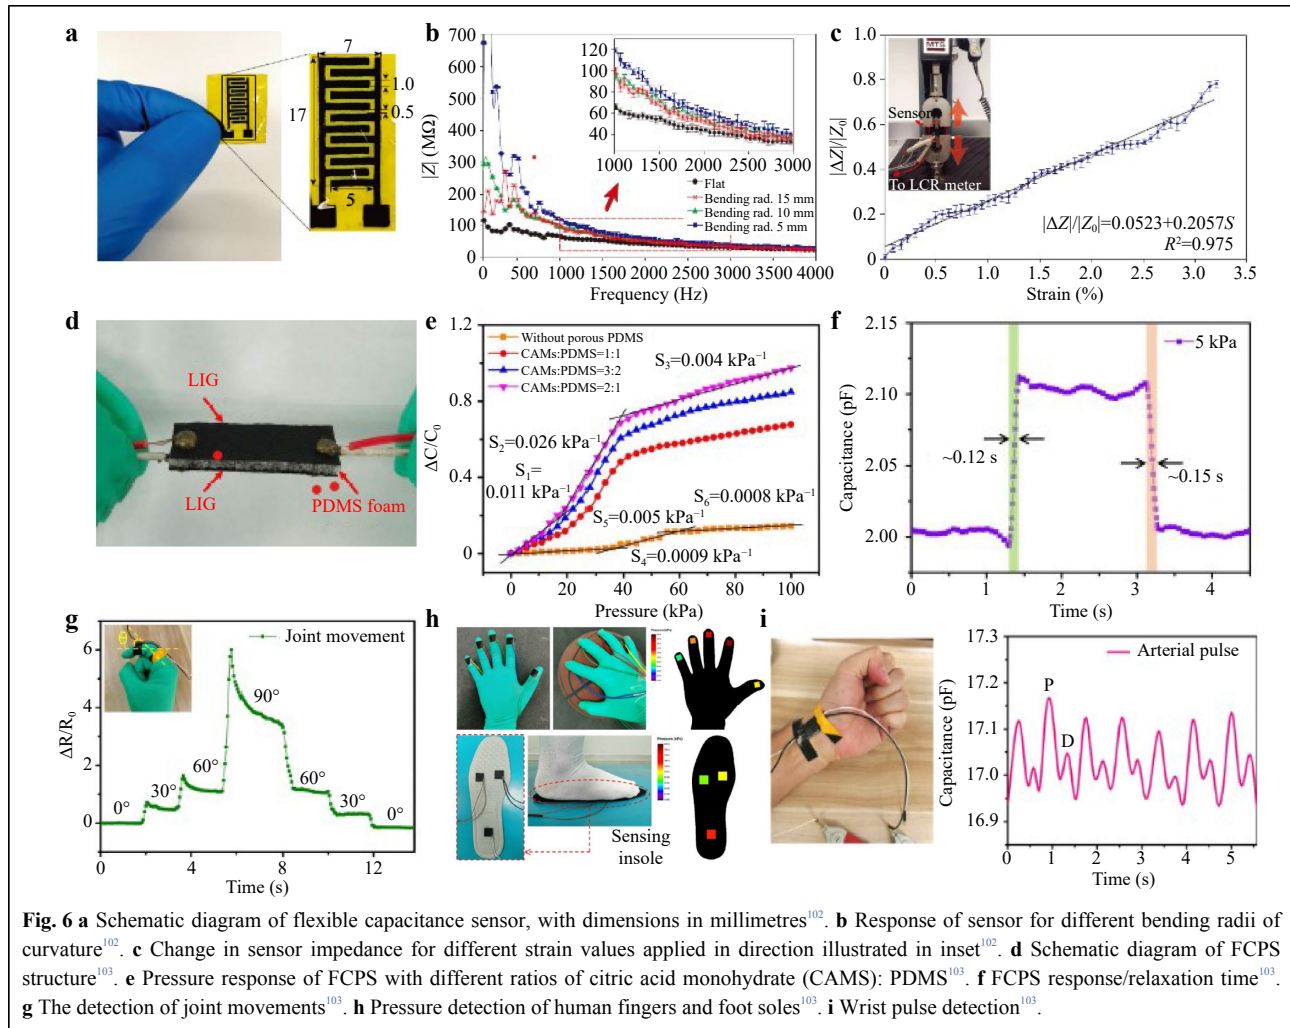 a
7
1.0
0.5
17
5
b
700
600
500
400
300
200
100
0
|Z| (MΩ)
120
100
80
60
40
1000 1500 2000 2500 3000
Flat
Bending rad. 15 mm
Bending rad. 10 mm
Bending rad. 5 mm
0 500 1000 1500 2000 2500 3000 3500 4000
Frequency (Hz)
c
1.0
0.8
0.6
0.4
0.2
0
|ΔZ|/|Z₀|
MTS
Sensor
To LCR meter
|ΔZ|/|Z₀|=0.0523+0.2057S
R²=0.975
0 0.5 1.0 1.5 2.0 2.5 3.0 3.5
Strain (%)
d
LIG
LIG
PDMS foam
e
1.2
0.8
0.4
0
ΔC/C₀
Without porous PDMS
CAMs:PDMS=1:1
CAMs:PDMS=3:2
CAMs:PDMS=2:1
S₃=0.004 kPa⁻¹
S₂=0.026 kPa⁻¹
S₁=
0.011 kPa⁻¹
S₆=0.0008 kPa⁻¹
S₅=0.005 kPa⁻¹
S₄=0.0009 kPa⁻¹
0 20 40 60 80 100
Pressure (kPa)
f
2.15
2.10
2.05
2.00
Capacitance (pF)
5 kPa
~0.12 s
~0.15 s
0 1 2 3 4
Time (s)
g
6
4
2
0
ΔR/R₀
Joint movement
θ
0°
30°
60°
90°
60°
30°
0°
0 4 8 12
Time (s)
h
Sensing
insole
i
17.3
17.2
17.1
17.0
16.9
Capacitance (pF)
Arterial pulse
P
D
0 1 2 3 4 5
Time (s)
Fig. 6 a Schematic diagram of flexible capacitance sensor, with dimensions in millimetres¹⁰². b Response of sensor for different bending radii of
curvature¹⁰². c Change in sensor impedance for different strain values applied in direction illustrated in inset¹⁰². d Schematic diagram of FCPS
structure¹⁰³. e Pressure response of FCPS with different ratios of citric acid monohydrate (CAMS): PDMS¹⁰³. f FCPS response/relaxation time¹⁰³.
g The detection of joint movements¹⁰³. h Pressure detection of human fingers and foot soles¹⁰³. i Wrist pulse detection¹⁰³.